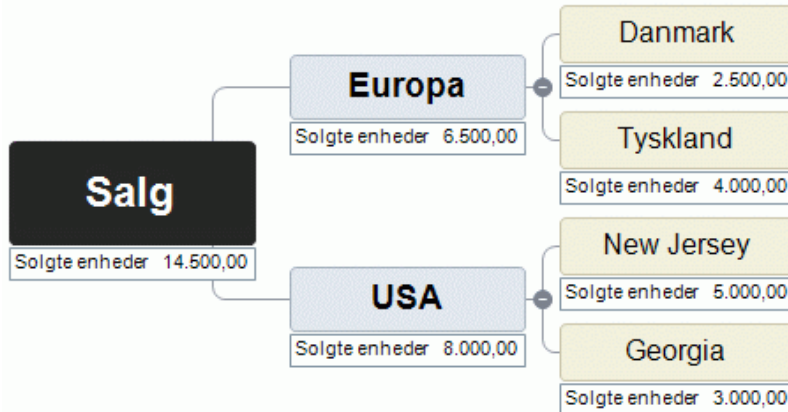 Salg
Solgte enheder 14.500,00
Europa
Solgte enheder 6.500,00
Danmark
Solgte enheder 2.500,00
Tyskland
Solgte enheder 4.000,00
USA
Solgte enheder 8.000,00
New Jersey
Solgte enheder 5.000,00
Georgia
Solgte enheder 3.000,00